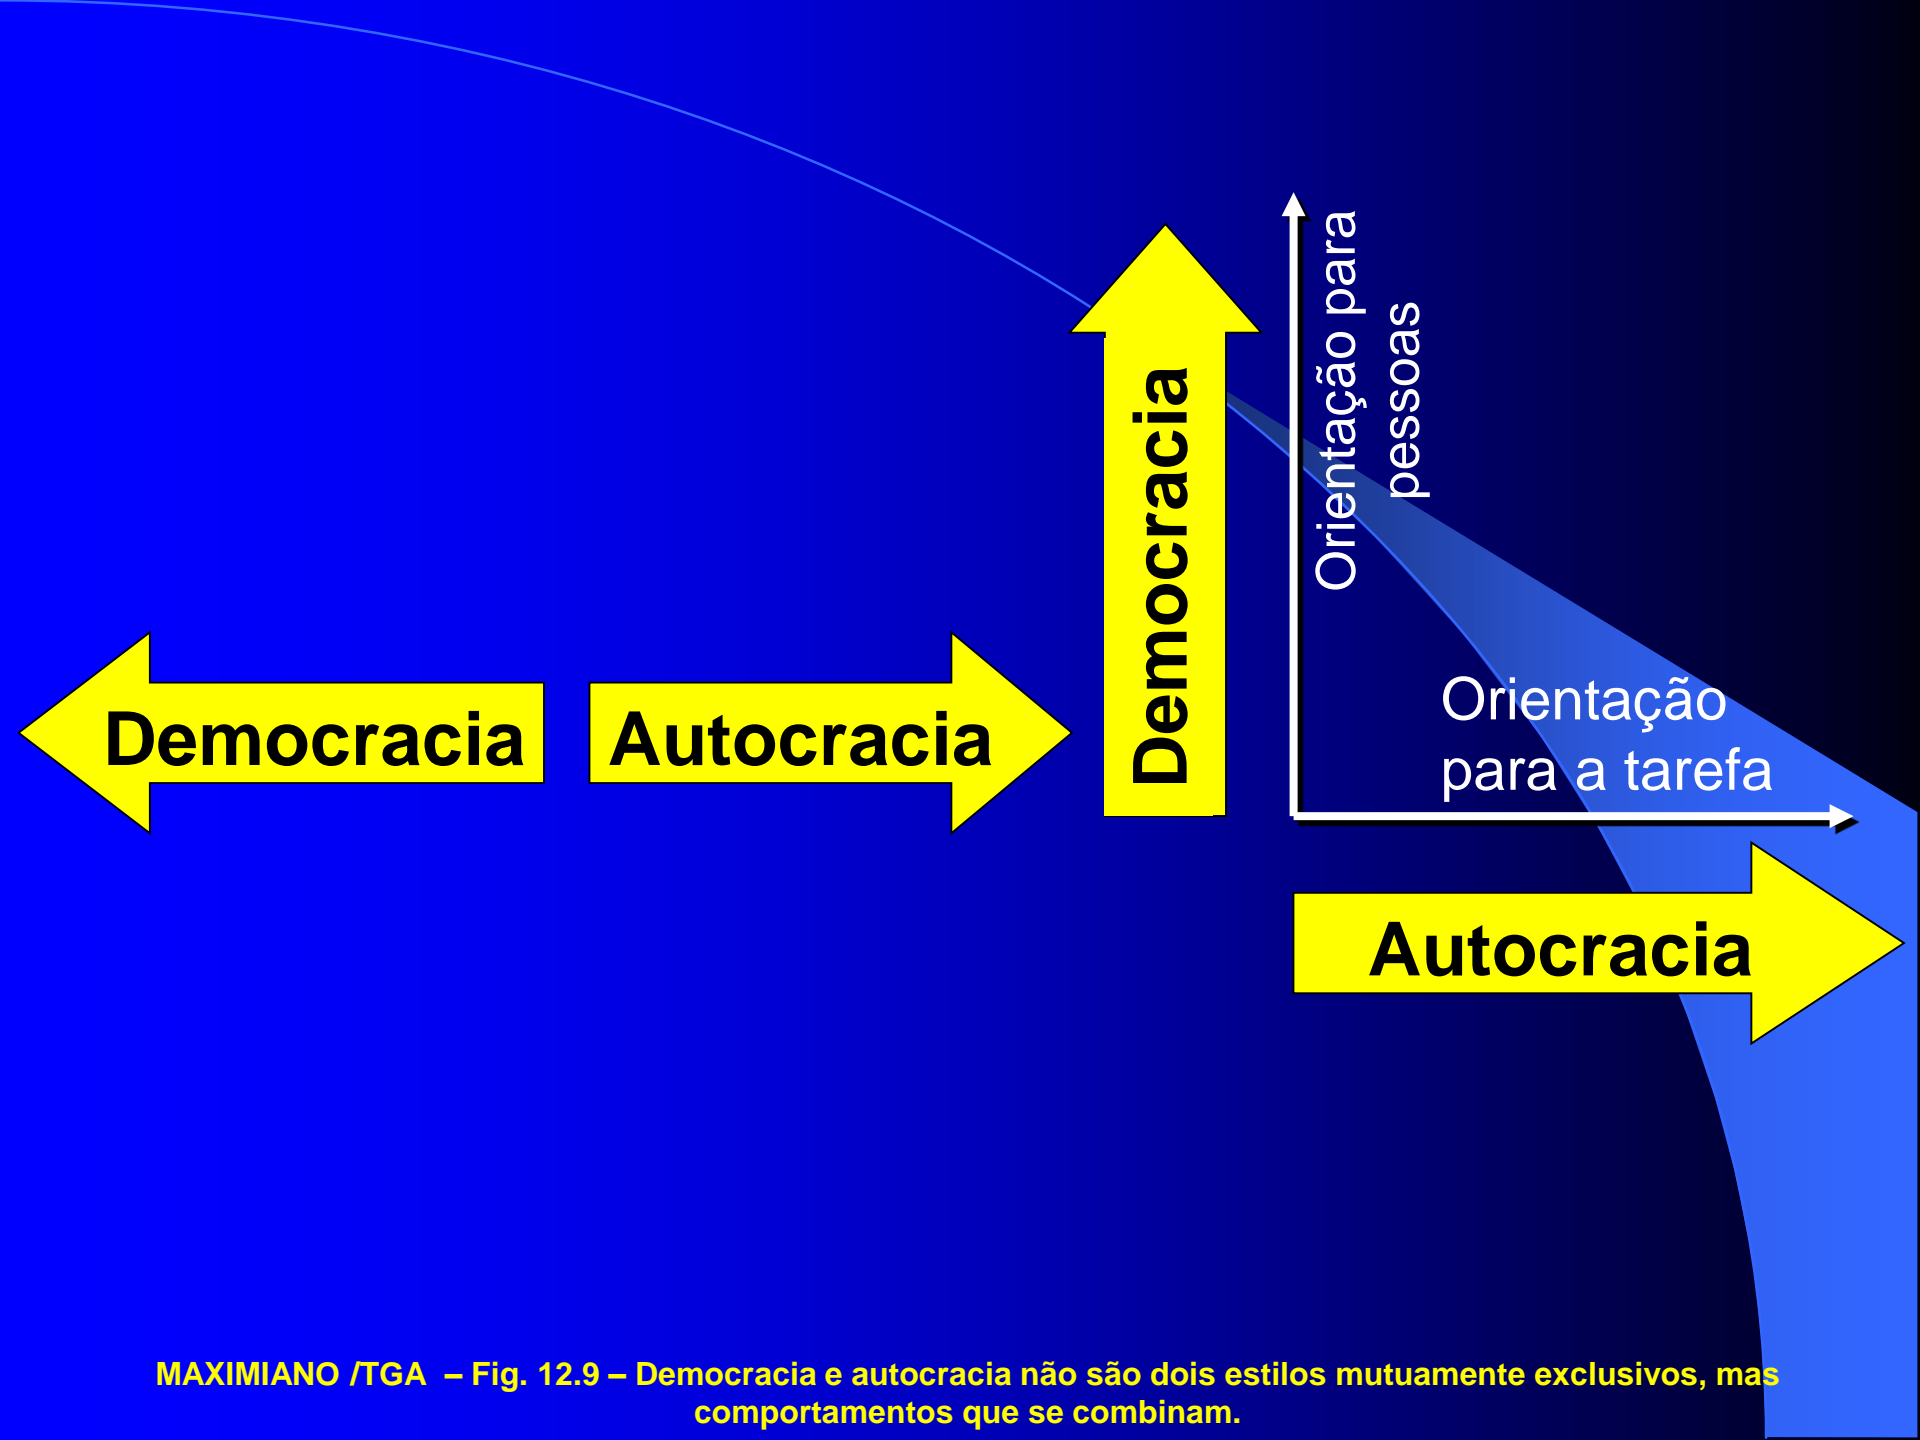 Democracia
Autocracia
Democracia
Orientação para
pessoas
Orientação
para a tarefa
Autocracia
MAXIMIANO /TGA – Fig. 12.9 – Democracia e autocracia não são dois estilos mutuamente exclusivos, mas
comportamentos que se combinam.